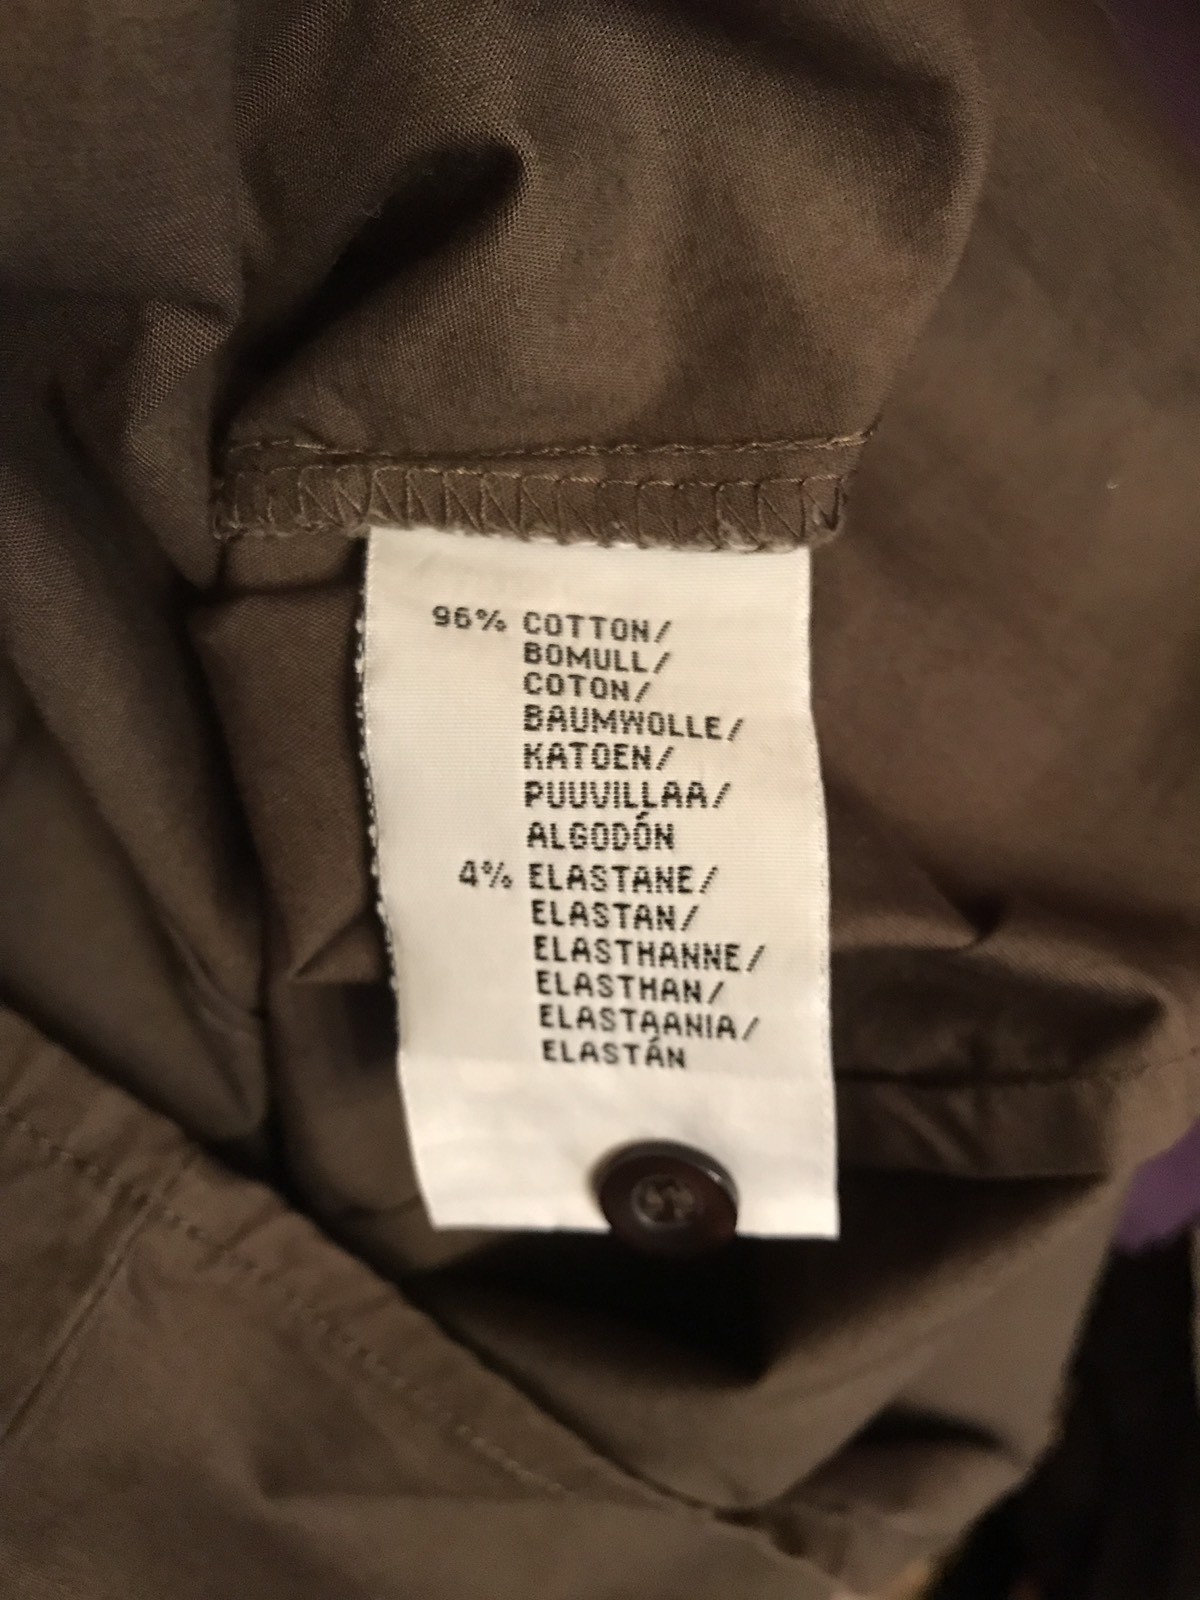 96% COTTON/
BOMULL/
COTON/
BAUMWOLLE/
KATOEN/
PUUVILLAA/
ALGODÓN
4% ELASTANE/
ELASTAN/
ELASTHANNE/
ELASTHAN/
ELASTAANIA/
ELASTÁN